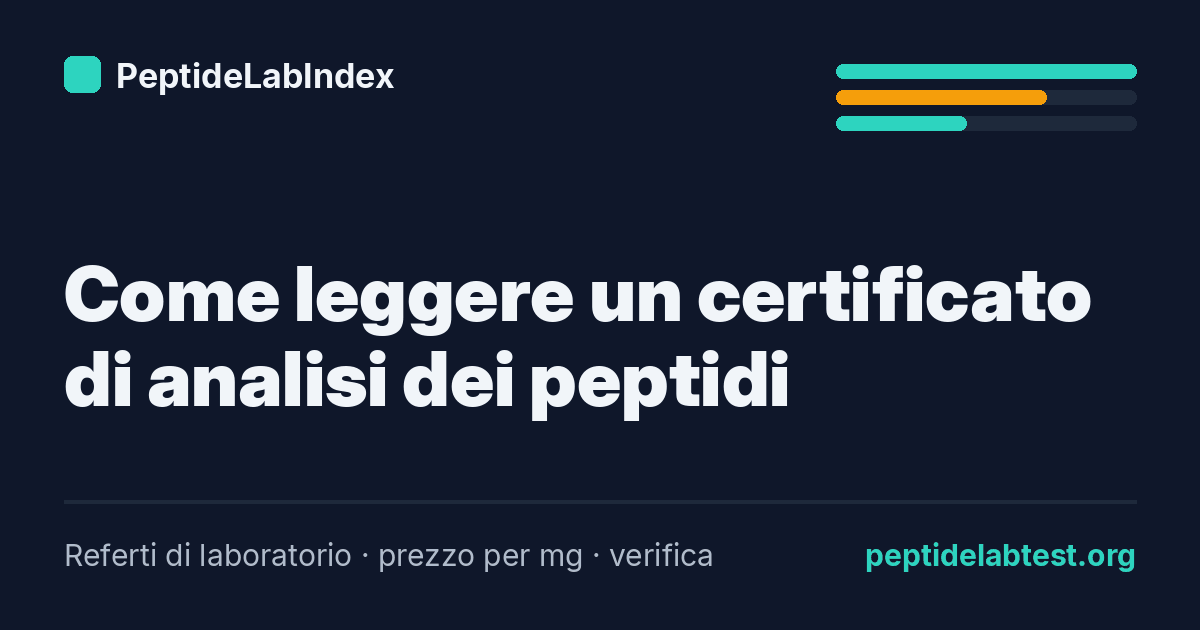 PeptideLabIndex
Come leggere un certificato
di analisi dei peptidi
Referti di laboratorio · prezzo per mg · verifica
peptidelabtest.org